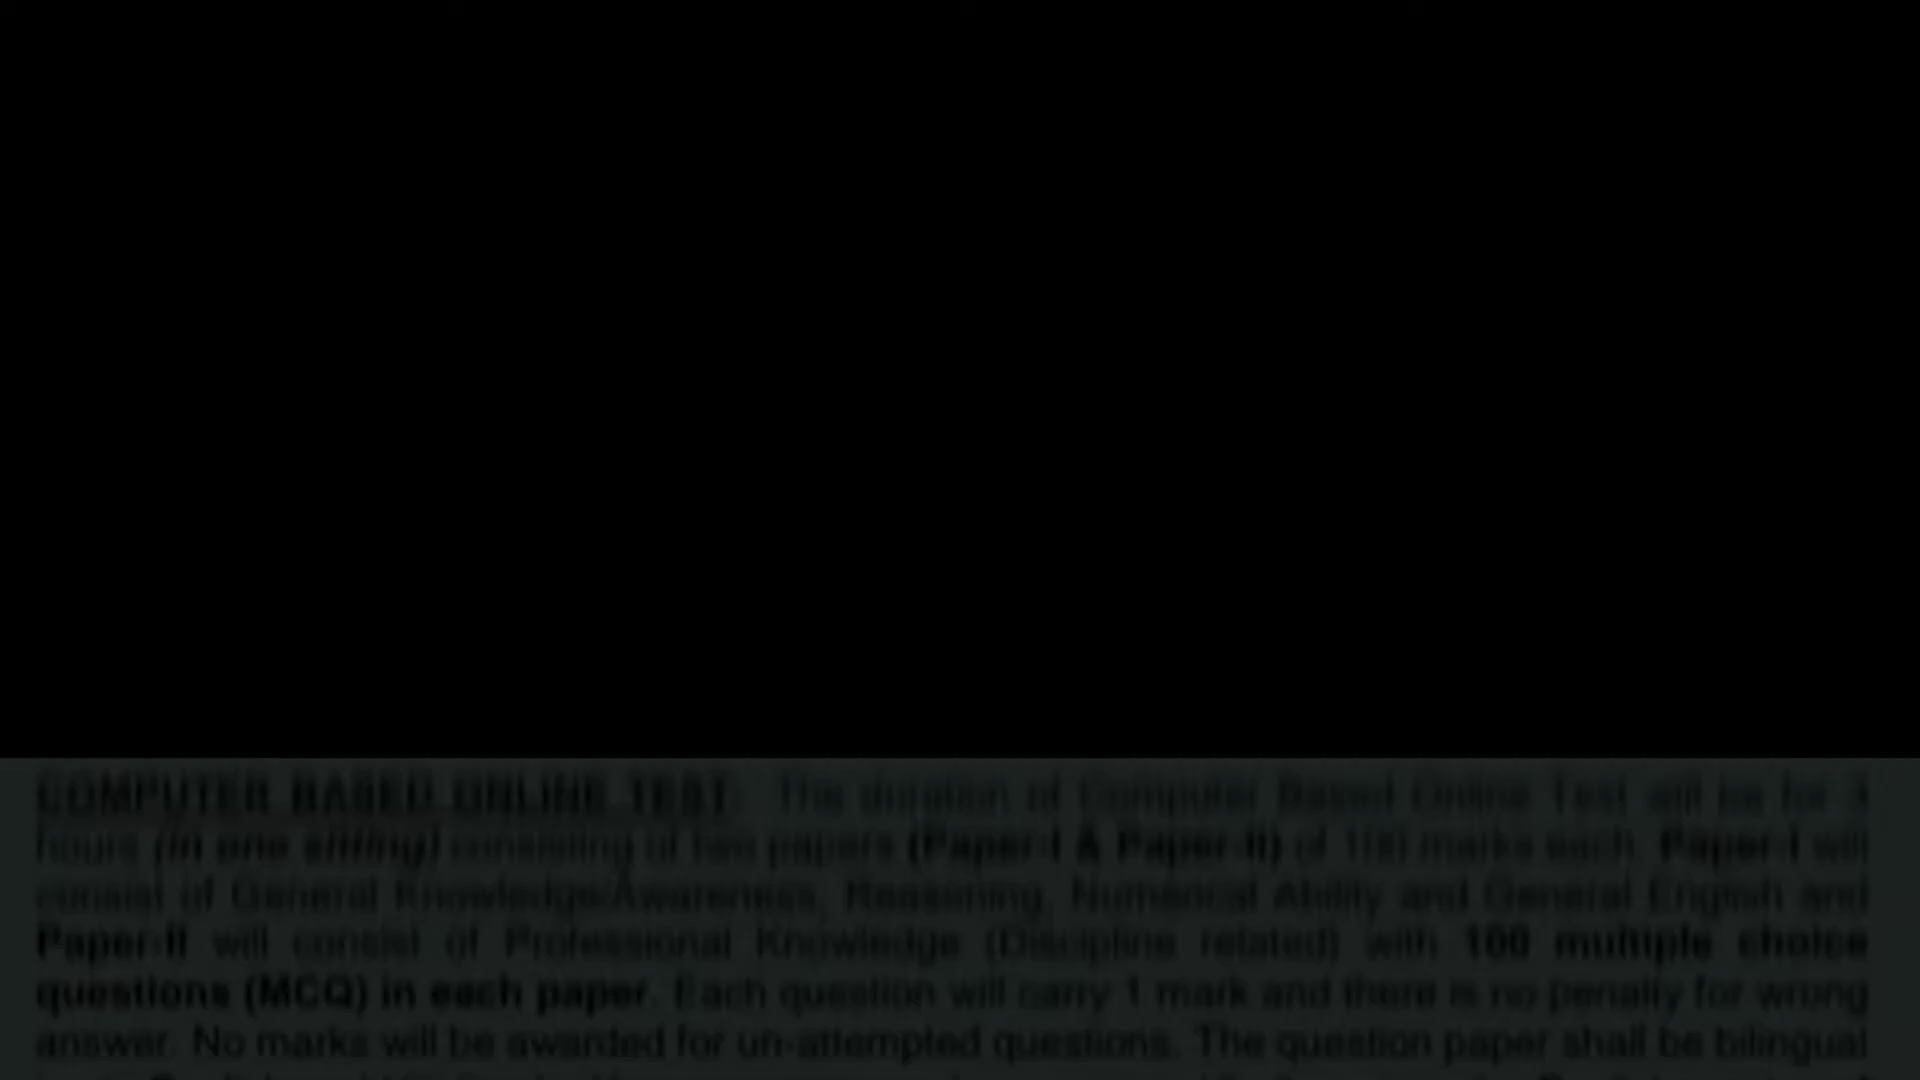 COMPUTER BASED ONLINE TEST: The duration of Computer Based Online Test will be for 3
hours (in one sitting) consisting of two papers (Paper-I & Paper-II) of 100 marks each. Paper-I will
consist of General Knowledge/Awareness, Reasoning, Numerical Ability and General English and
Paper-II will consist of Professional Knowledge (Discipline related) with 100 multiple choice
questions (MCQ) in each paper. Each question will carry 1 mark and there is no penalty for wrong
answer. No marks will be awarded for un-attempted questions. The question paper shall be bilingual